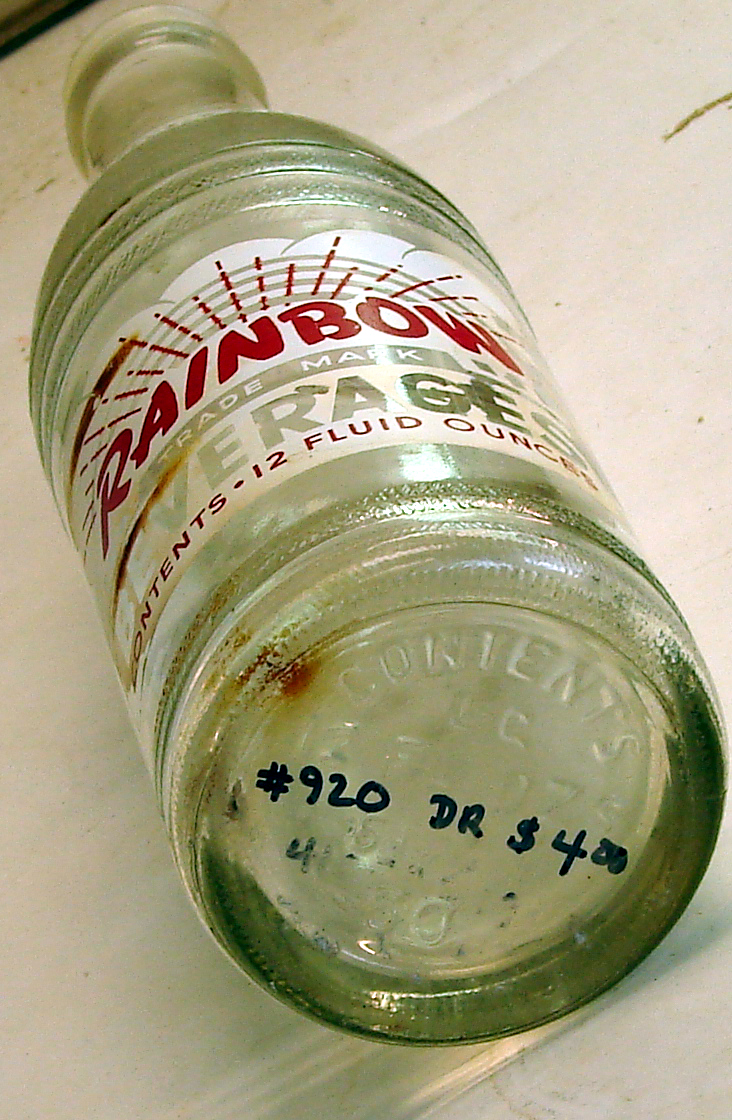 RAINBOW
TRADE MARK
BEVERAGES
CONTENTS • 12 FLUID OUNCES
CONTENTS
#920 DR $4.00